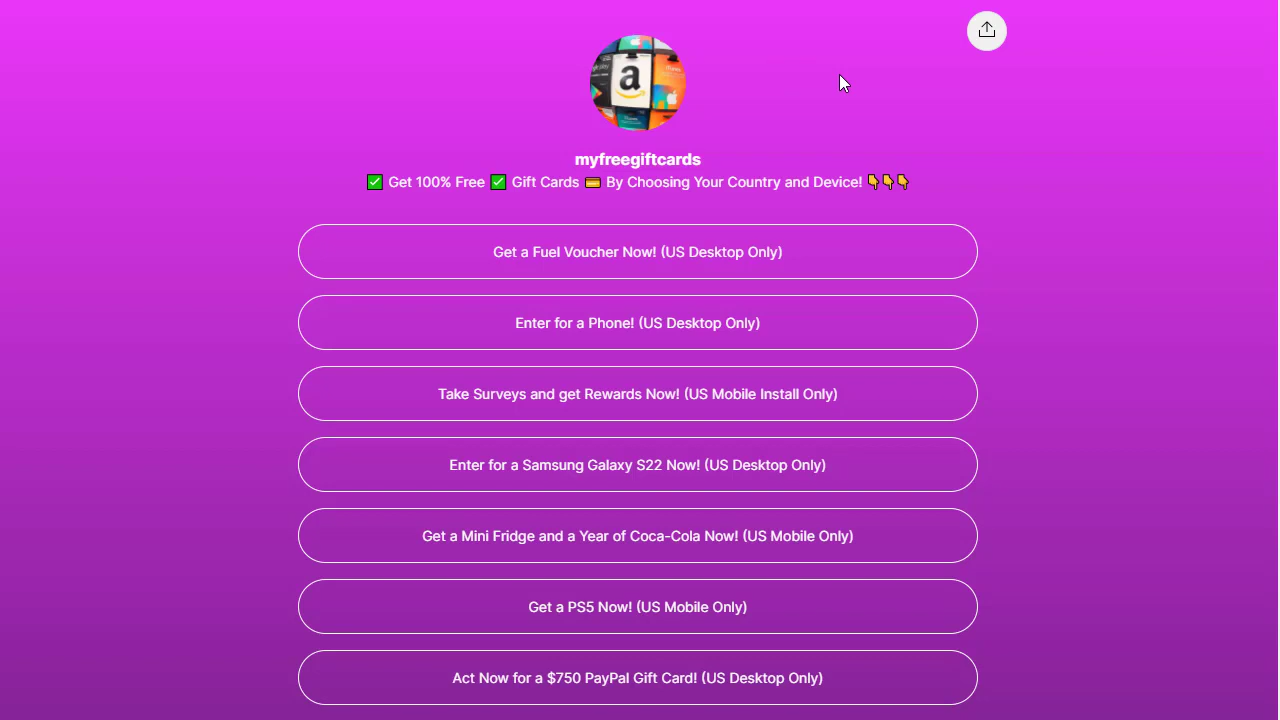 myfreegiftcards
✅ Get 100% Free ✅ Gift Cards 💳 By Choosing Your Country and Device! 👇👇👇
Get a Fuel Voucher Now! (US Desktop Only)
Enter for a Phone! (US Desktop Only)
Take Surveys and get Rewards Now! (US Mobile Install Only)
Enter for a Samsung Galaxy S22 Now! (US Desktop Only)
Get a Mini Fridge and a Year of Coca-Cola Now! (US Mobile Only)
Get a PS5 Now! (US Mobile Only)
Act Now for a $750 PayPal Gift Card! (US Desktop Only)